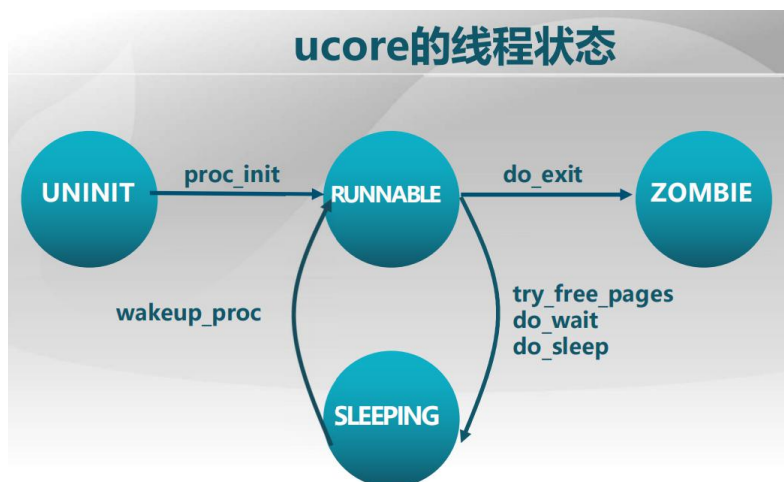 ucore的线程状态
UNINIT
proc_init
RUNNABLE
do_exit
ZOMBIE
wakeup_proc
try_free_pages
do_wait
do_sleep
SLEEPING